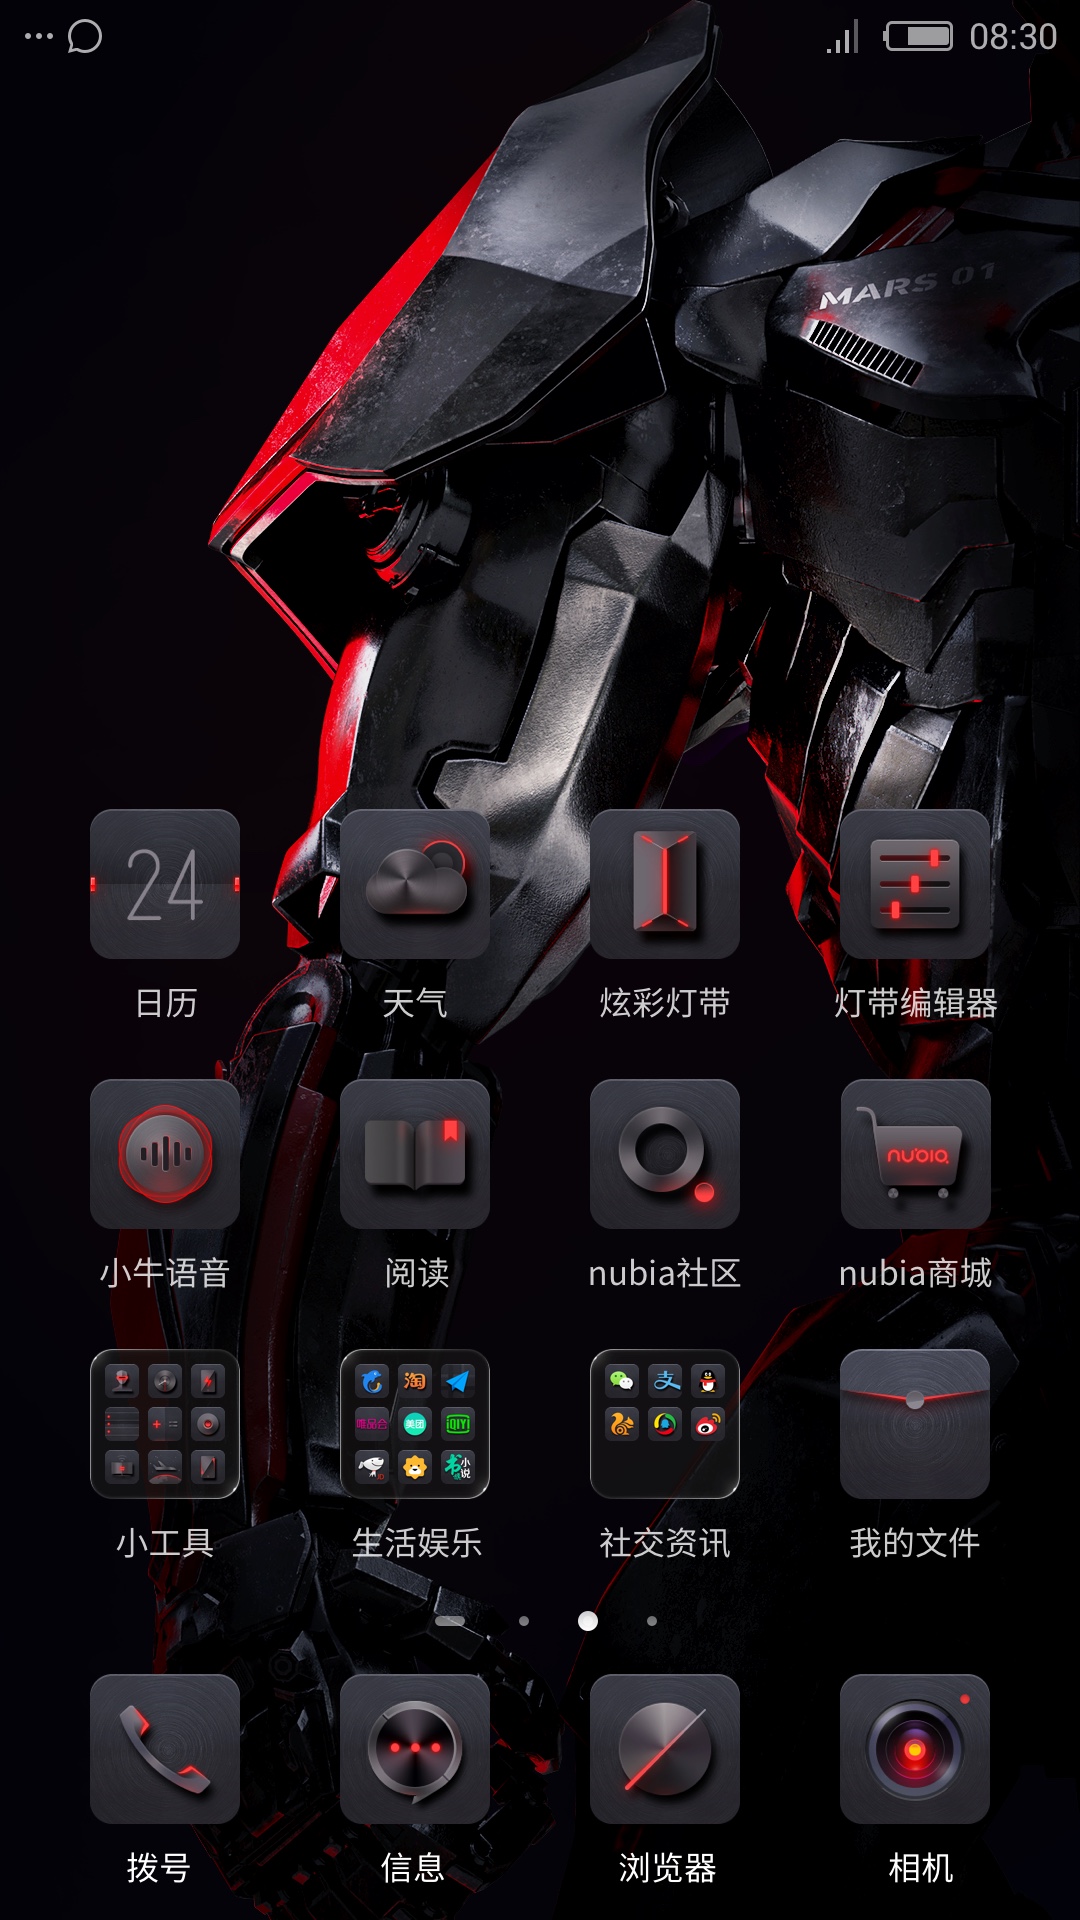 08:30
MARS 01
24
日历
天气
炫彩灯带
灯带编辑器
nubia
小牛语音
阅读
nubia社区
nubia商城
淘
唯品会
美团
iQIY
JD
书
小说
支
小工具
生活娱乐
社交资讯
我的文件
拨号
信息
浏览器
相机